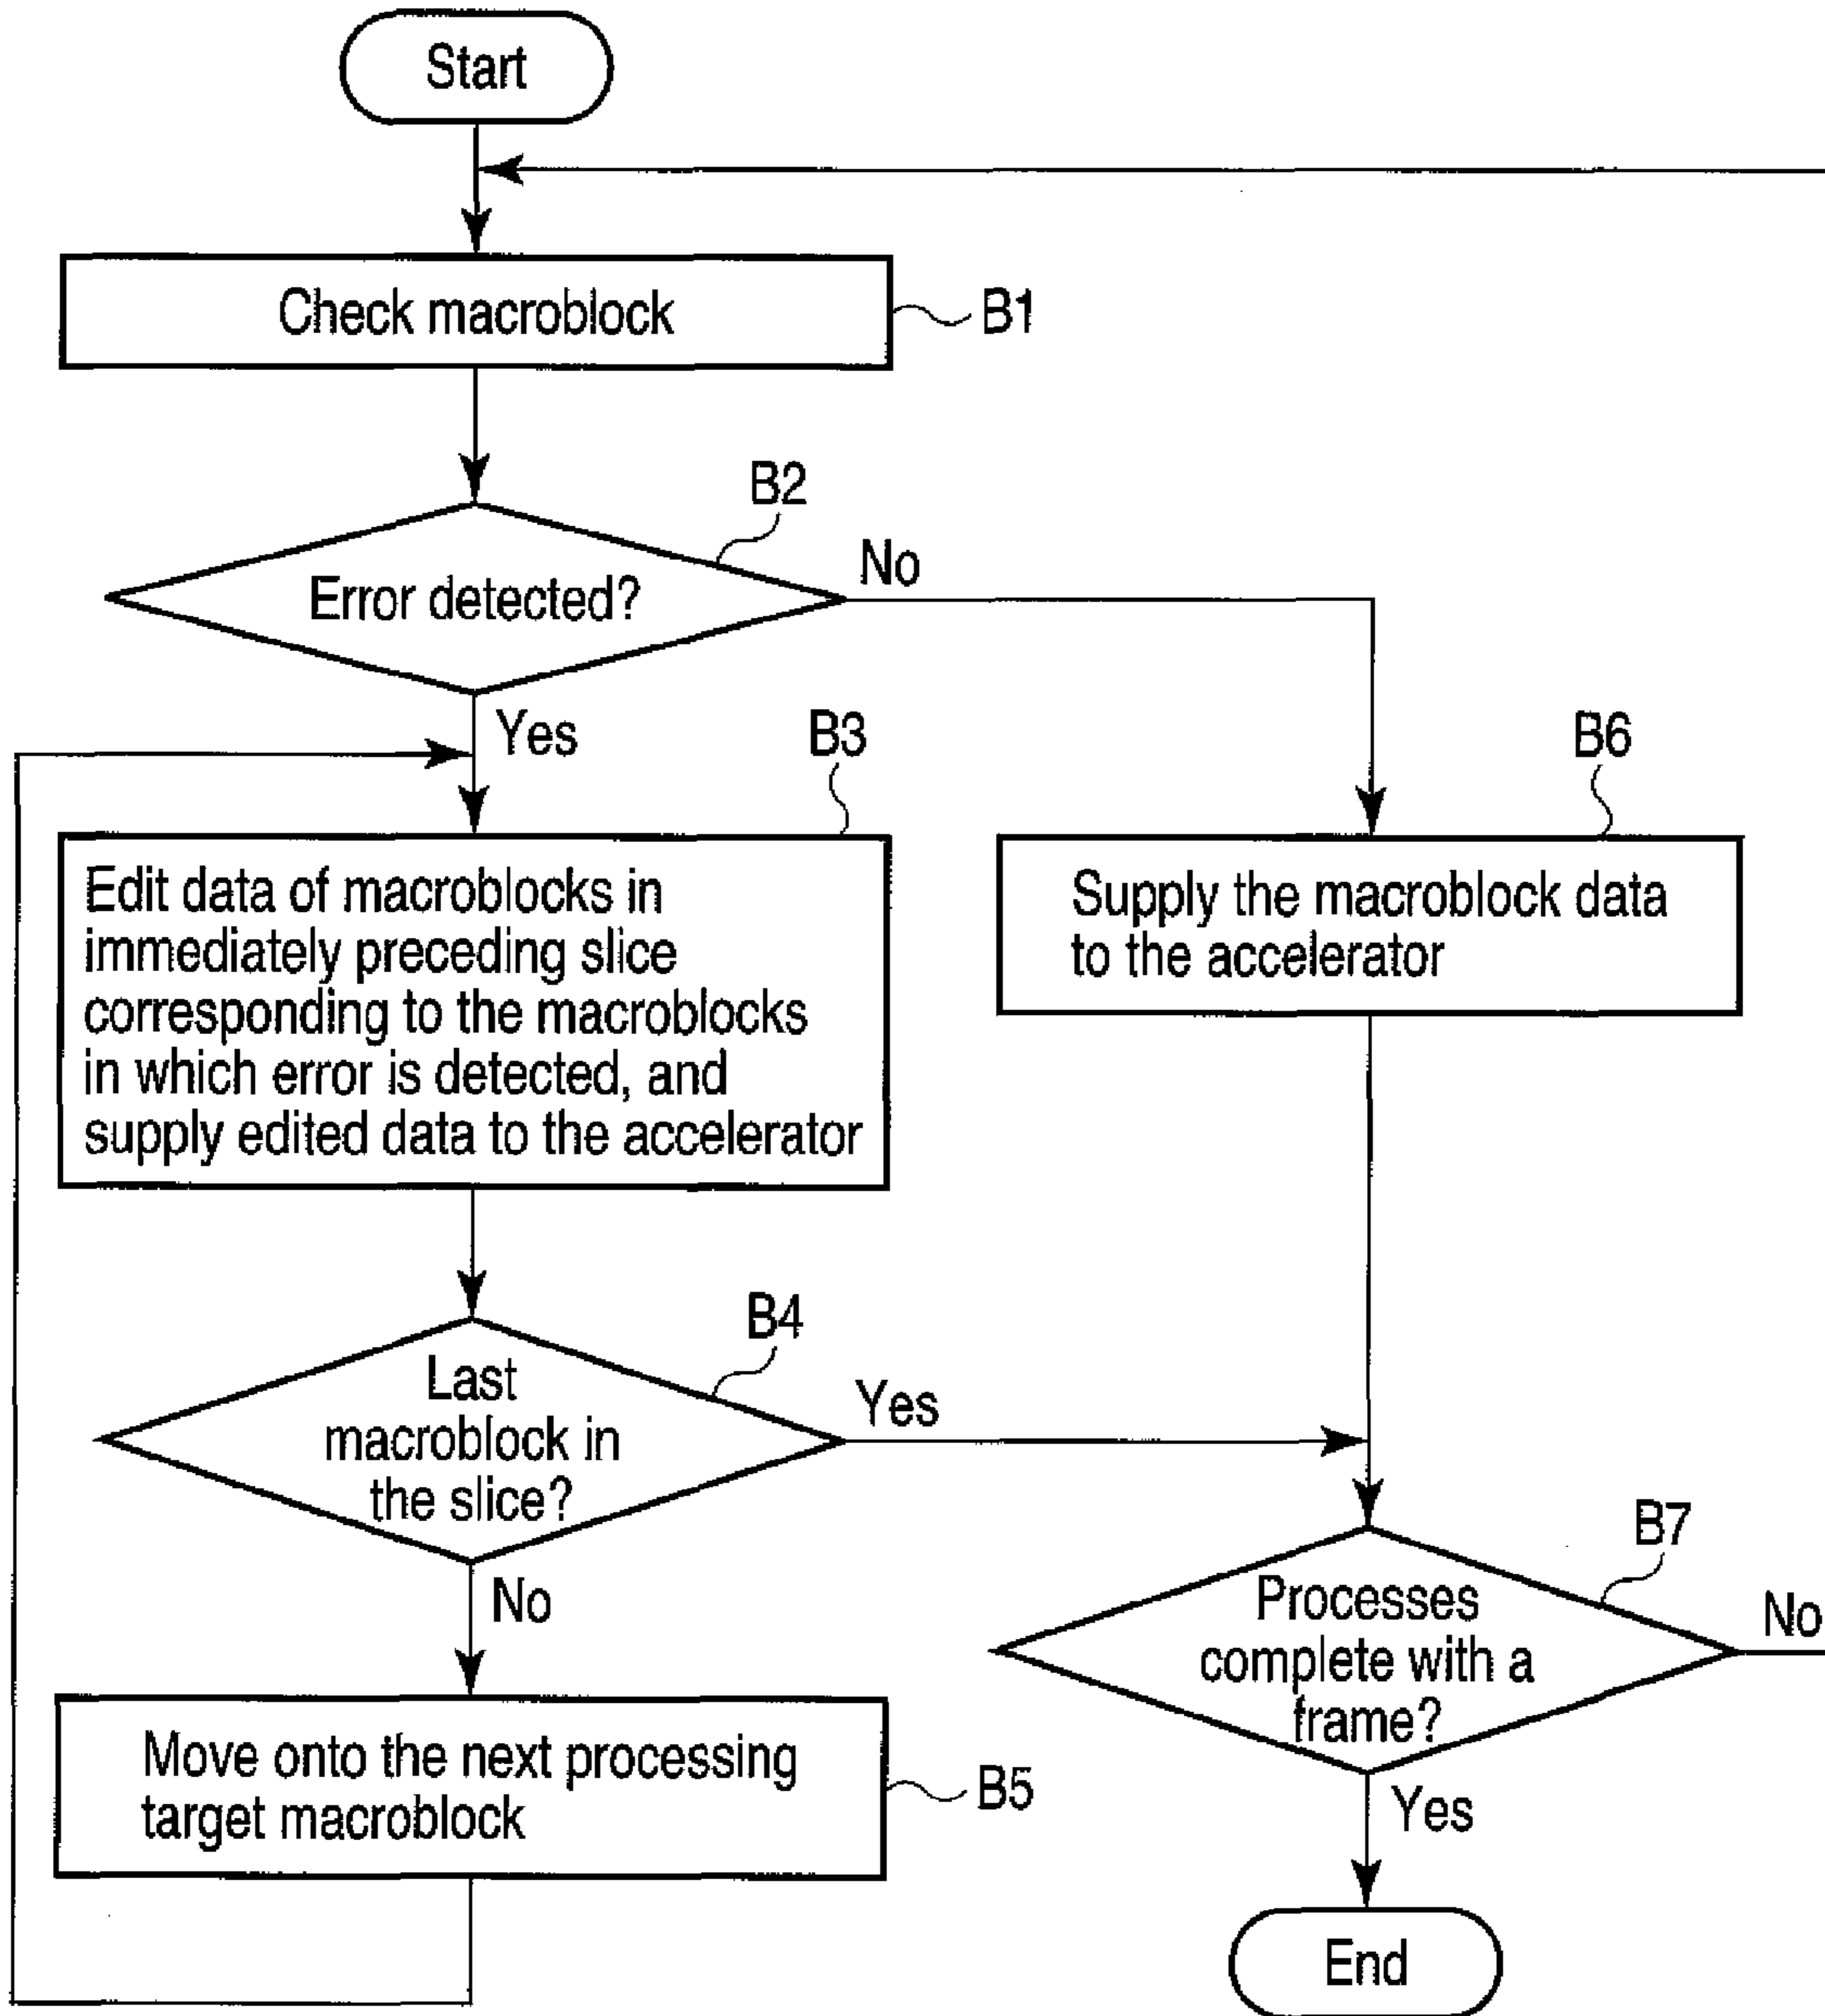 Start
Check macroblock
B1
B2
Error detected?
No
Yes
B3
Edit data of macroblocks in
immediately preceding slice
corresponding to the macroblocks
in which error is detected, and
supply edited data to the accelerator
B6
Supply the macroblock data
to the accelerator
B4
Last
macroblock in
the slice?
Yes
No
B7
Processes
complete with a
frame?
No
Move onto the next processing
target macroblock
B5
Yes
End